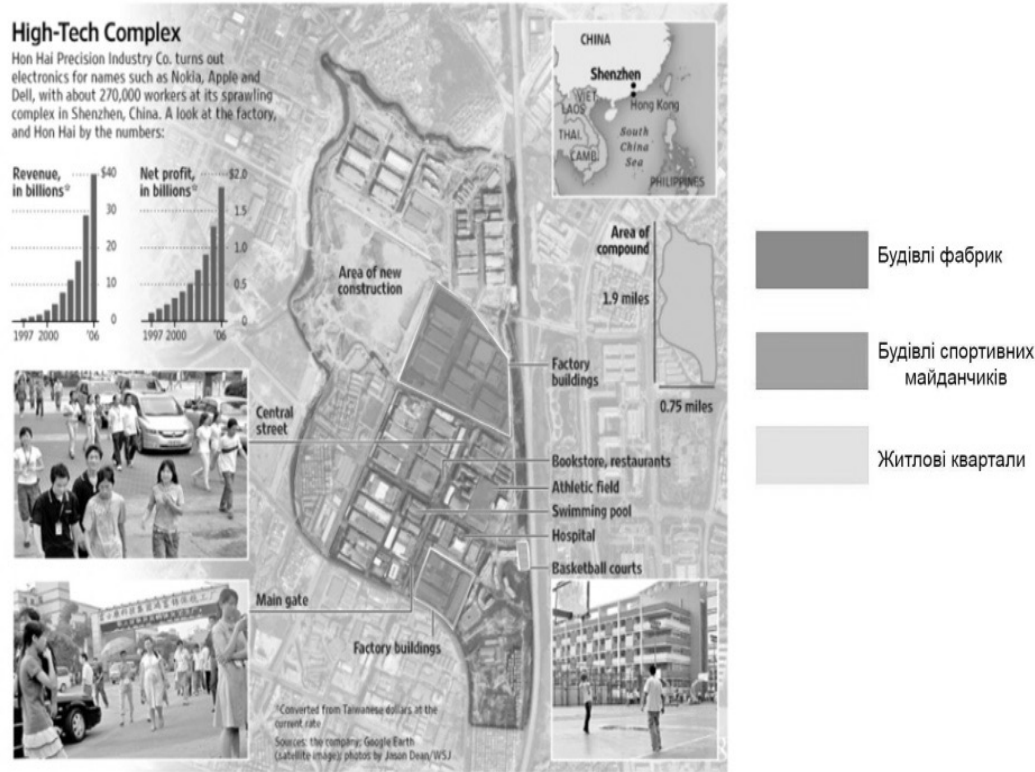 High-Tech Complex
Hon Hai Precision Industry Co. turns out
electronics for names such as Nokia, Apple and
Dell, with about 270,000 workers at its sprawling
complex in Shenzhen, China. A look at the factory,
and Hon Hai by the numbers:
Revenue,
in billions*
$40
30
20
10
0
1997 2000 '06
Net profit,
in billions*
$2.0
1.5
1.0
0.5
0
1997 2000 '06
CHINA
Shenzhen
Hong Kong
VIET.
LAOS
THAI.
CAMB.
South
China
Sea
PHILIPPINES
Area of
compound
1.9 miles
0.75 miles
Area of new
construction
Factory
buildings
Central
street
Bookstore, restaurants
Athletic field
Swimming pool
Hospital
Basketball courts
Main gate
Factory buildings
*Converted from Taiwanese dollars at the
current rate
Sources: the company; Google Earth
(satellite image); photos by Jason Dean/WSJ
Будівлі фабрик
Будівлі спортивних
майданчиків
Житлові квартали